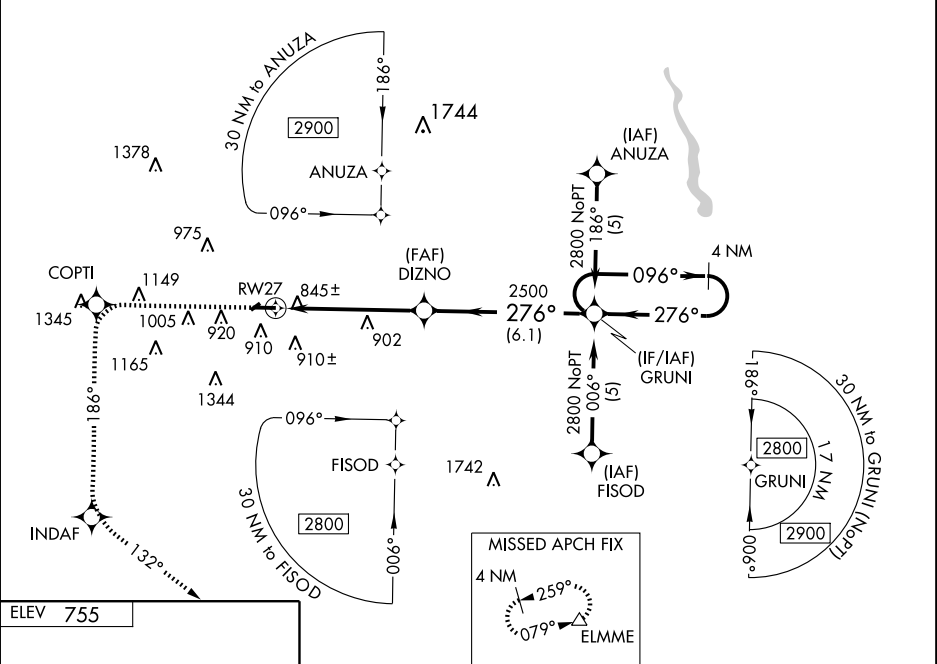 30 NM to ANUZA
186°
2900
1744
ANUZA
096°
1378
(IAF)
ANUZA
2800 NoPT
186°
(5)
4 NM
096°
975
COPTI
1149
RW27
845±
(FAF)
DIZNO
2500
276°
(6.1)
276°
1345
1005
920
910
902
910±
1165
1344
(IF/IAF)
GRUNI
2800 NoPT
006°
(5)
186°
30 NM to GRUNI (NoPT)
186°
096°
FISOD
2800
30 NM to FISOD
006°
1742
(IAF)
FISOD
2800
17 NM
GRUNI
2900
006°
INDAF
132°
MISSED APCH FIX
4 NM
259°
079°
ELMME
ELEV 755